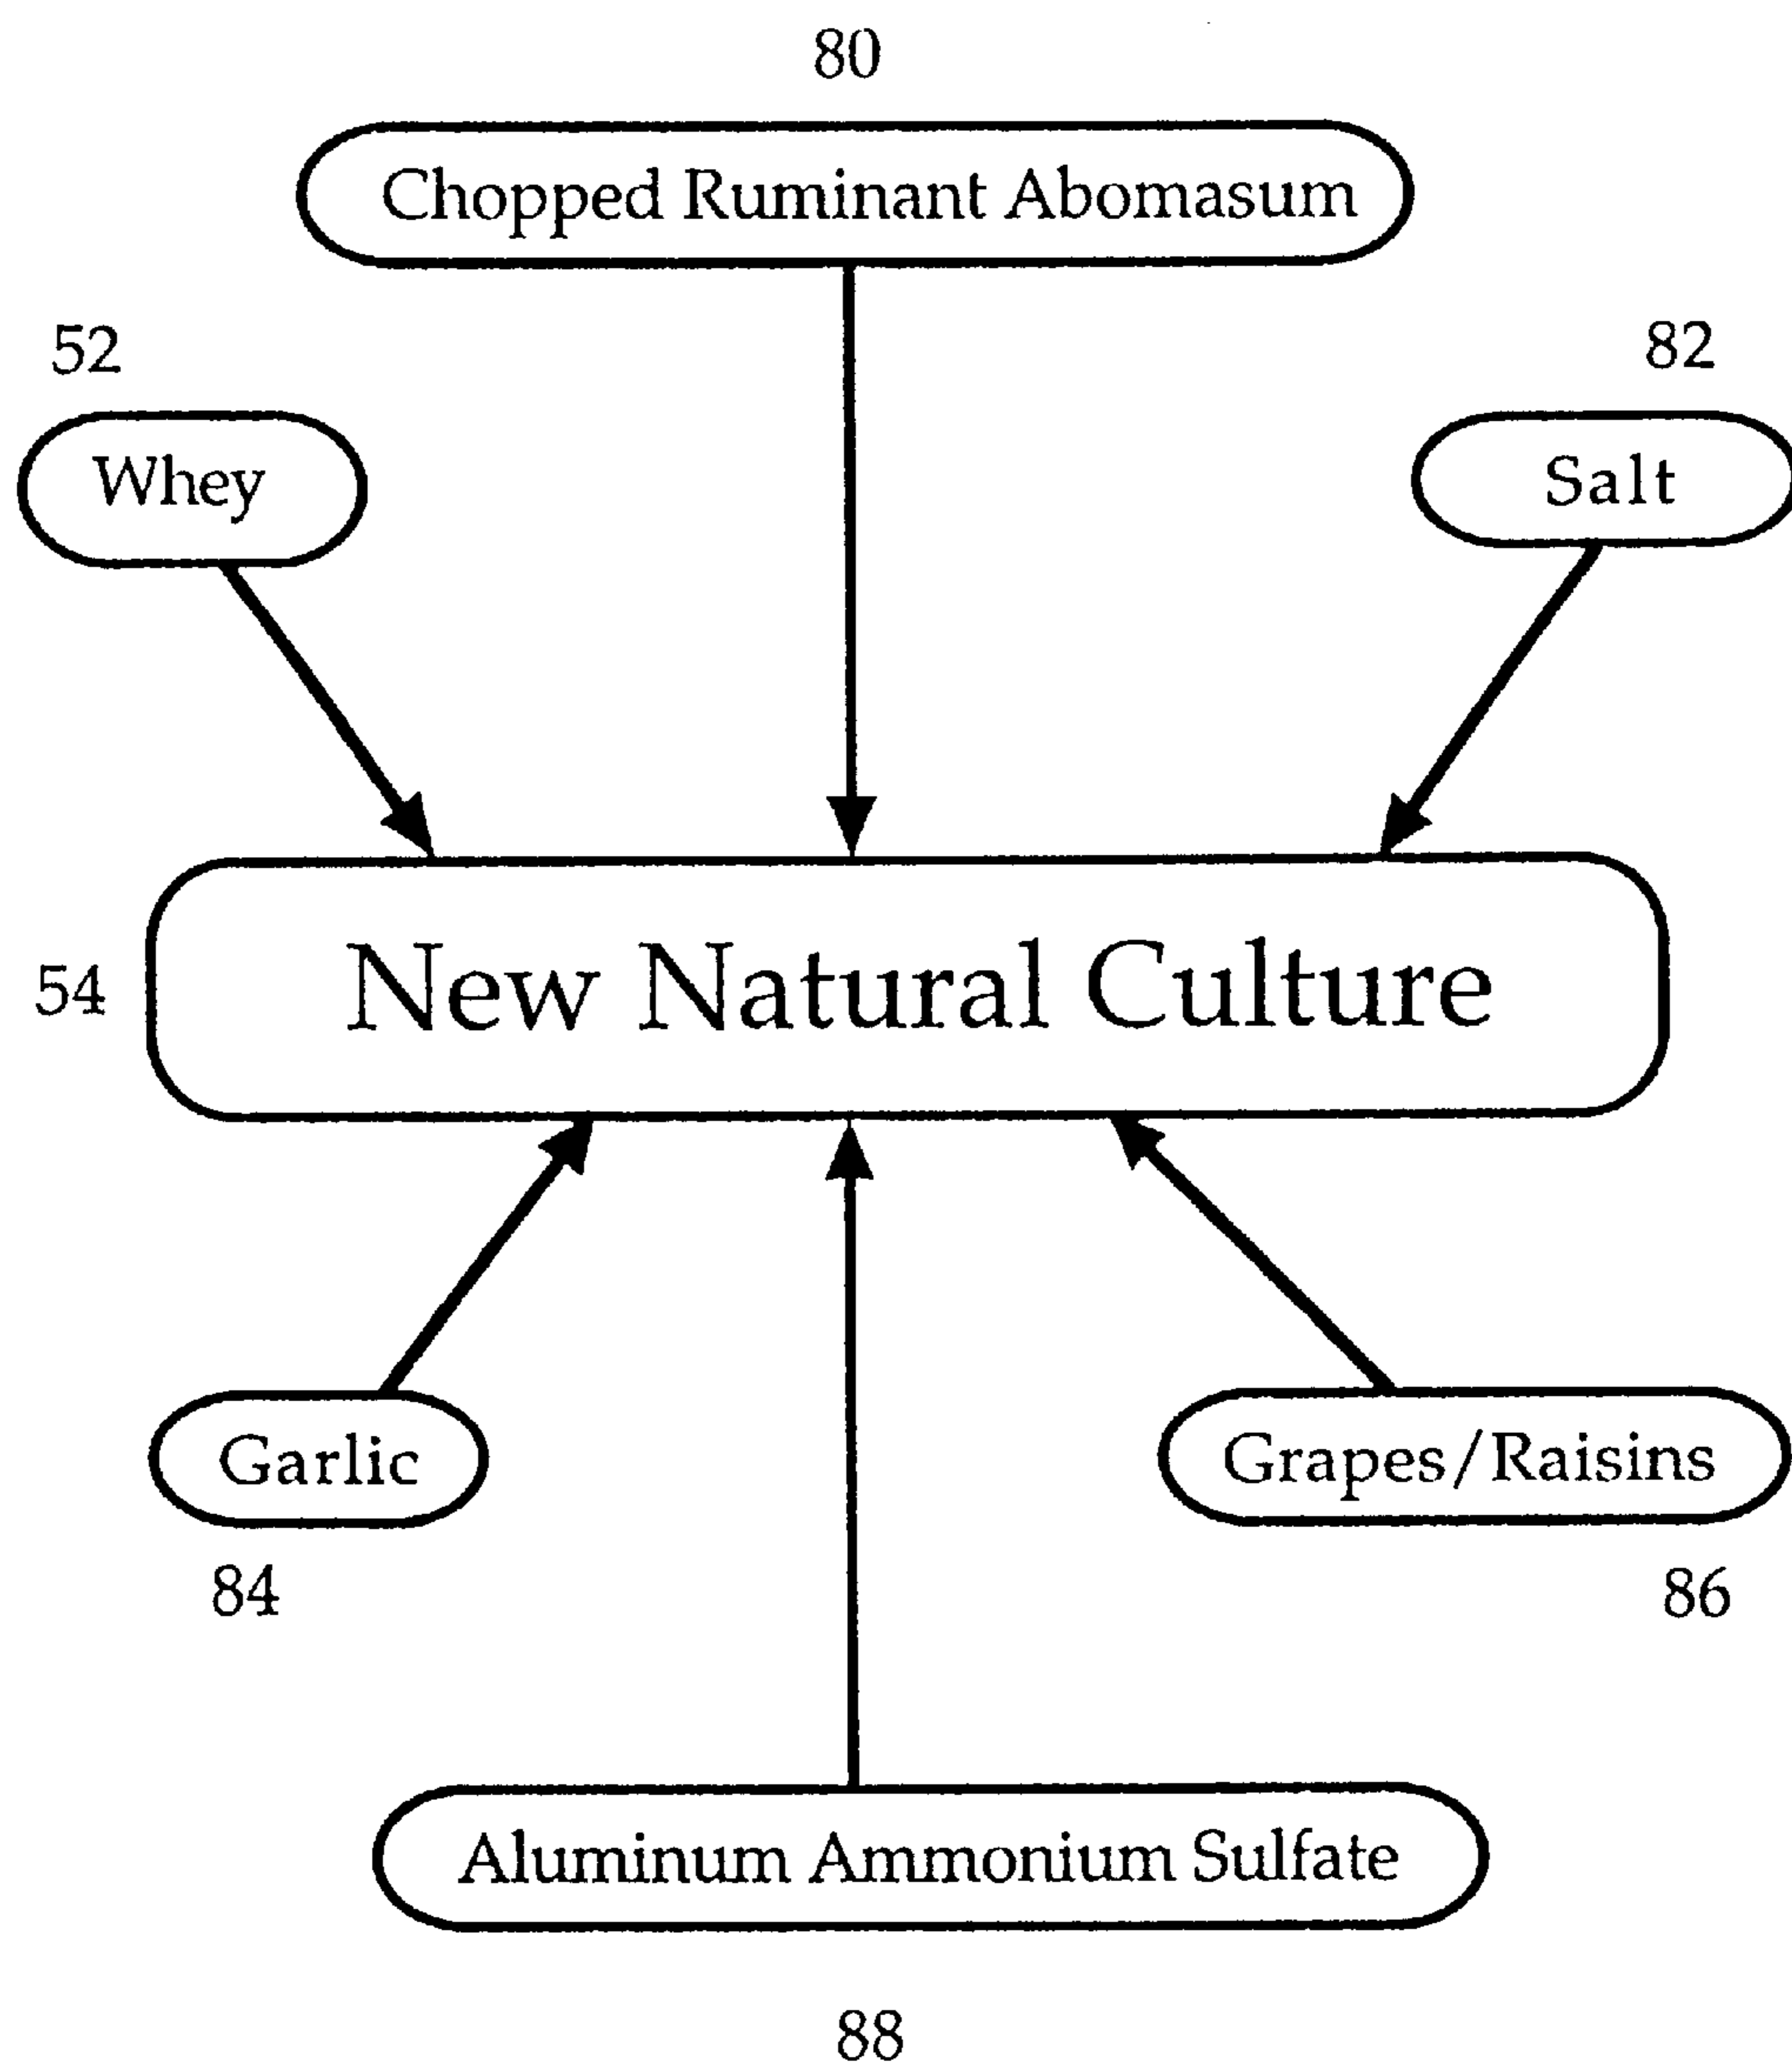 80
Chopped Ruminant Abomasum
52
82
Whey
Salt
54
New Natural Culture
Garlic
Grapes/Raisins
84
86
Aluminum Ammonium Sulfate
88